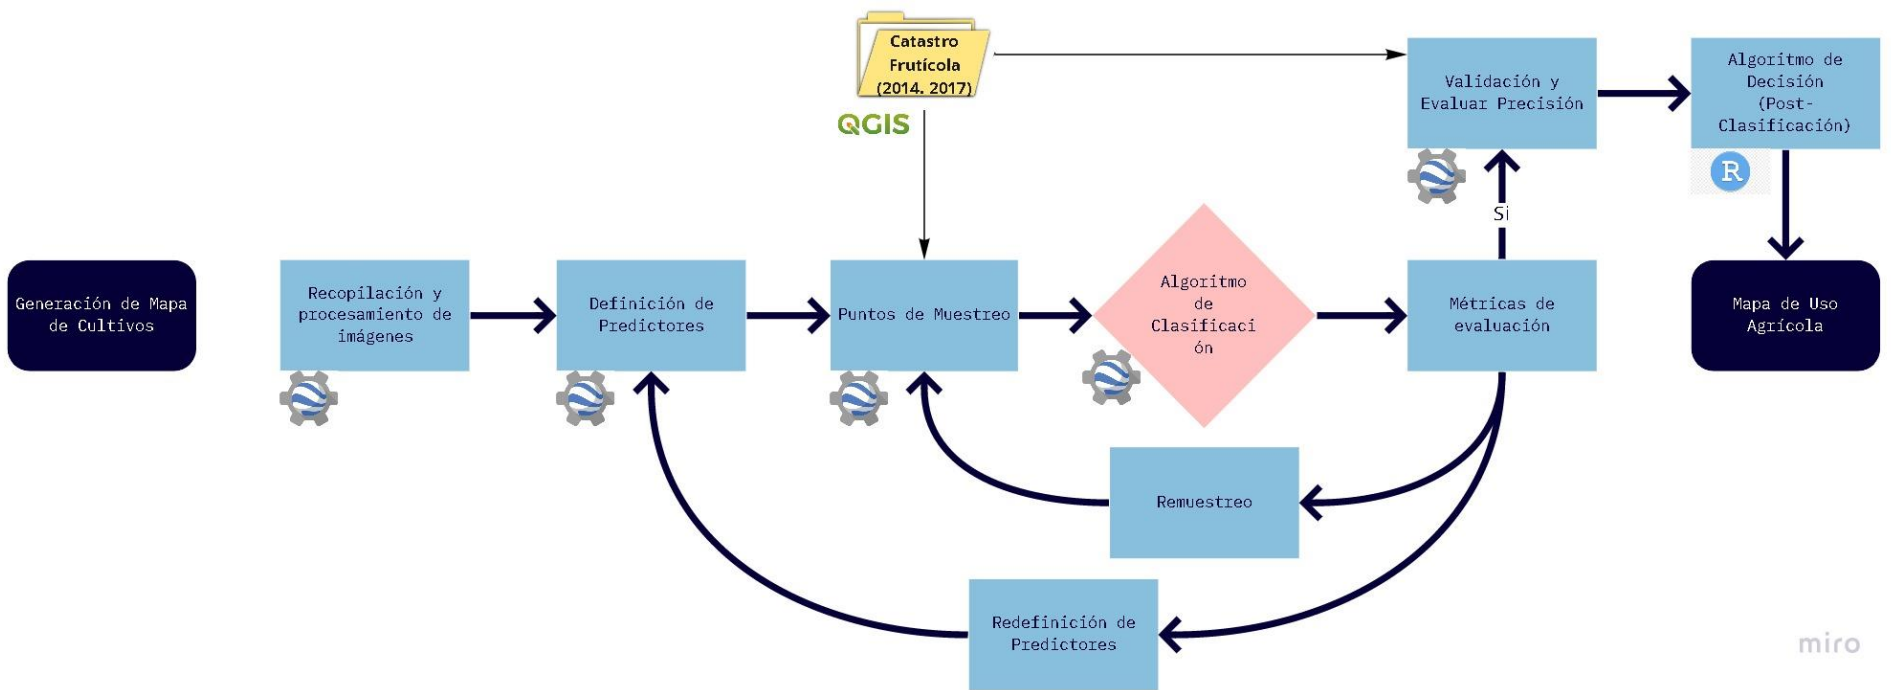 Catastro
Frutícola
(2014. 2017)
QGIS
Validación y
Evaluar Precisión
Algoritmo de
Decisión
(Post-
Clasificación)
R
Si
Generación de Mapa
de Cultivos
Recopilación y
procesamiento de
imágenes
Definición de
Predictores
Puntos de Muestreo
Algoritmo
de
Clasificaci
ón
Métricas de
evaluación
Mapa de Uso
Agrícola
Remuestreo
Redefinición de
Predictores
miro